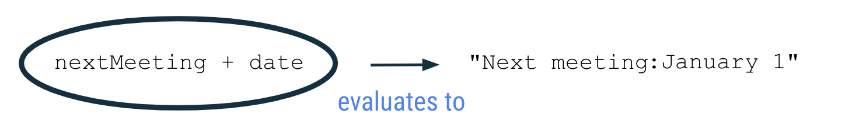 nextMeeting + date
"Next meeting:January 1"
evaluates to